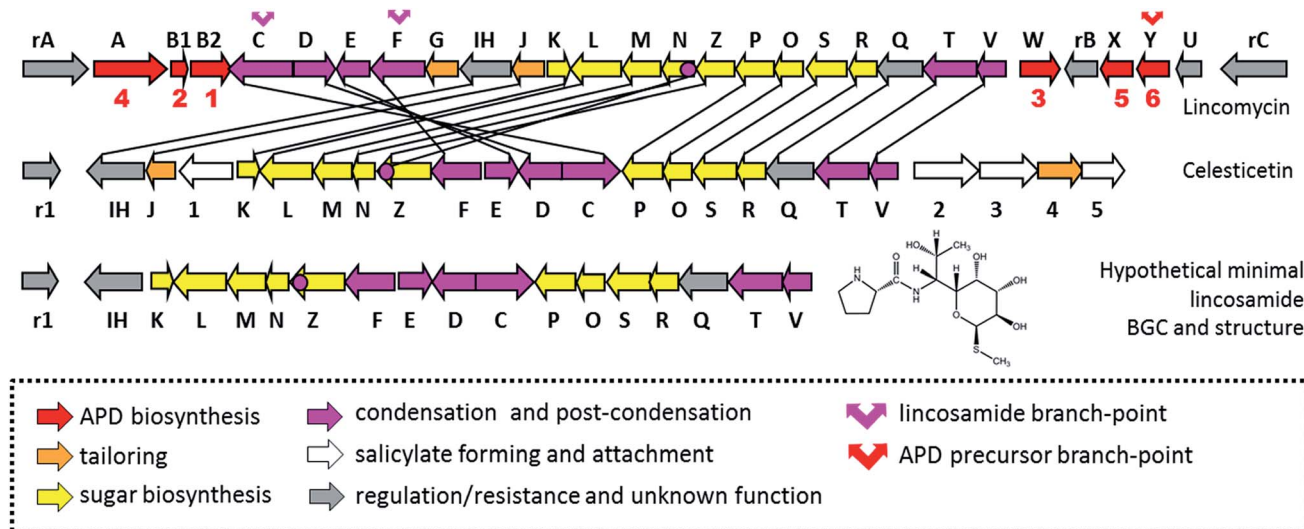 rA A B1 B2 C D E F G IH J K L M N Z P O S R Q T V W rB X Y U rC
4 2 1 3 5 6
Lincomycin
Celesticetin
r1 IH J 1 K L M N Z F E D C P O S R Q T V 2 3 4 5
H
HO CH3
O H H OH
NH OH
N
H O OH
S
CH3
r1 IH K L M N Z F E D C P O S R Q T V
Hypothetical minimal
lincosamide
BGC and structure
APD biosynthesis
tailoring
sugar biosynthesis
condensation and post-condensation
salicylate forming and attachment
regulation/resistance and unknown function
lincosamide branch-point
APD precursor branch-point